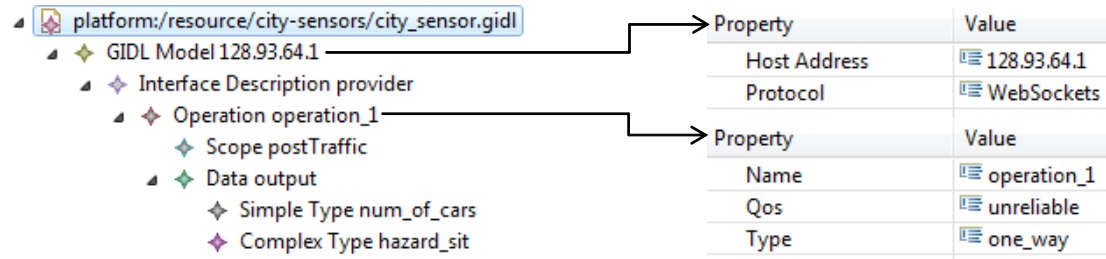 platform:/resource/city-sensors/city_sensor.gidl
GIDL Model 128.93.64.1
Interface Description provider
Operation operation_1
Scope postTraffic
Data output
Simple Type num_of_cars
Complex Type hazard_sit
Property Value
Host Address 128.93.64.1
Protocol WebSockets
Property Value
Name operation_1
Qos unreliable
Type one_way